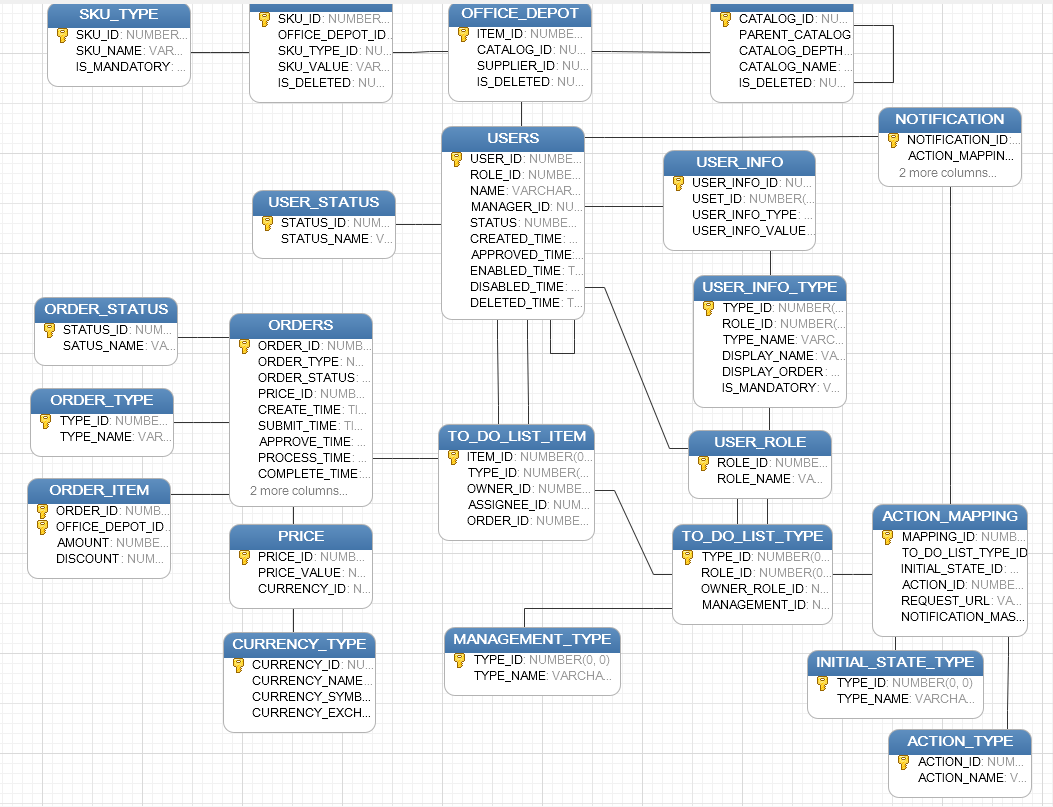 SKU_TYPE
SKU_ID: NUMBER...
SKU_NAME: VAR...
IS_MANDATORY: ...
SKU_ID: NUMBER...
OFFICE_DEPOT_ID...
SKU_TYPE_ID: NU...
SKU_VALUE: VAR...
IS_DELETED: NU...
OFFICE_DEPOT
ITEM_ID: NUMBE...
CATALOG_ID: NU...
SUPPLIER_ID: NU...
IS_DELETED: NU...
CATALOG_ID: NU...
PARENT_CATALOG
CATALOG_DEPTH...
CATALOG_NAME: ...
IS_DELETED: NU...
NOTIFICATION
NOTIFICATION_ID:...
ACTION_MAPPIN...
2 more columns...
USERS
USER_ID: NUMBE...
ROLE_ID: NUMBE...
NAME: VARCHAR...
MANAGER_ID: NU...
STATUS: NUMBE...
CREATED_TIME: ...
APPROVED_TIME...
ENABLED_TIME: T...
DISABLED_TIME: ...
DELETED_TIME: T...
USER_INFO
USER_INFO_ID: NU...
USET_ID: NUMBER(...
USER_INFO_TYPE: ...
USER_INFO_VALUE...
USER_STATUS
STATUS_ID: NUM...
STATUS_NAME: V...
USER_INFO_TYPE
TYPE_ID: NUMBER(...
ROLE_ID: NUMBER(...
TYPE_NAME: VARC...
DISPLAY_NAME: VA...
DISPLAY_ORDER: ...
IS_MANDATORY: V...
ORDER_STATUS
STATUS_ID: NUM...
SATUS_NAME: VA...
ORDERS
ORDER_ID: NUMB...
ORDER_TYPE: N...
ORDER_STATUS: ...
PRICE_ID: NUMB...
CREATE_TIME: TI...
SUBMIT_TIME: TI...
APPROVE_TIME: ...
PROCESS_TIME: ...
COMPLETE_TIME: ...
2 more columns...
ORDER_TYPE
TYPE_ID: NUMBE...
TYPE_NAME: VAR...
TO_DO_LIST_ITEM
ITEM_ID: NUMBER(0...
TYPE_ID: NUMBER(...
OWNER_ID: NUMBE...
ASSIGNEE_ID: NUM...
ORDER_ID: NUMBE...
USER_ROLE
ROLE_ID: NUMBE...
ROLE_NAME: VA...
ORDER_ITEM
ORDER_ID: NUMB...
OFFICE_DEPOT_ID...
AMOUNT: NUMBE...
DISCOUNT: NUM...
PRICE
PRICE_ID: NUMB...
PRICE_VALUE: N...
CURRENCY_ID: N...
TO_DO_LIST_TYPE
TYPE_ID: NUMBER(0...
ROLE_ID: NUMBER(0...
OWNER_ROLE_ID: N...
MANAGEMENT_ID: N...
ACTION_MAPPING
MAPPING_ID: NUMB...
TO_DO_LIST_TYPE_ID
INITIAL_STATE_ID: ...
ACTION_ID: NUMBE...
REQUEST_URL: VA...
NOTIFICATION_MAS...
CURRENCY_TYPE
CURRENCY_ID: NU...
CURRENCY_NAME...
CURRENCY_SYMB...
CURRENCY_EXCH...
MANAGEMENT_TYPE
TYPE_ID: NUMBER(0, 0)
TYPE_NAME: VARCHA...
INITIAL_STATE_TYPE
TYPE_ID: NUMBER(0, 0)
TYPE_NAME: VARCHA...
ACTION_TYPE
ACTION_ID: NUM...
ACTION_NAME: V...